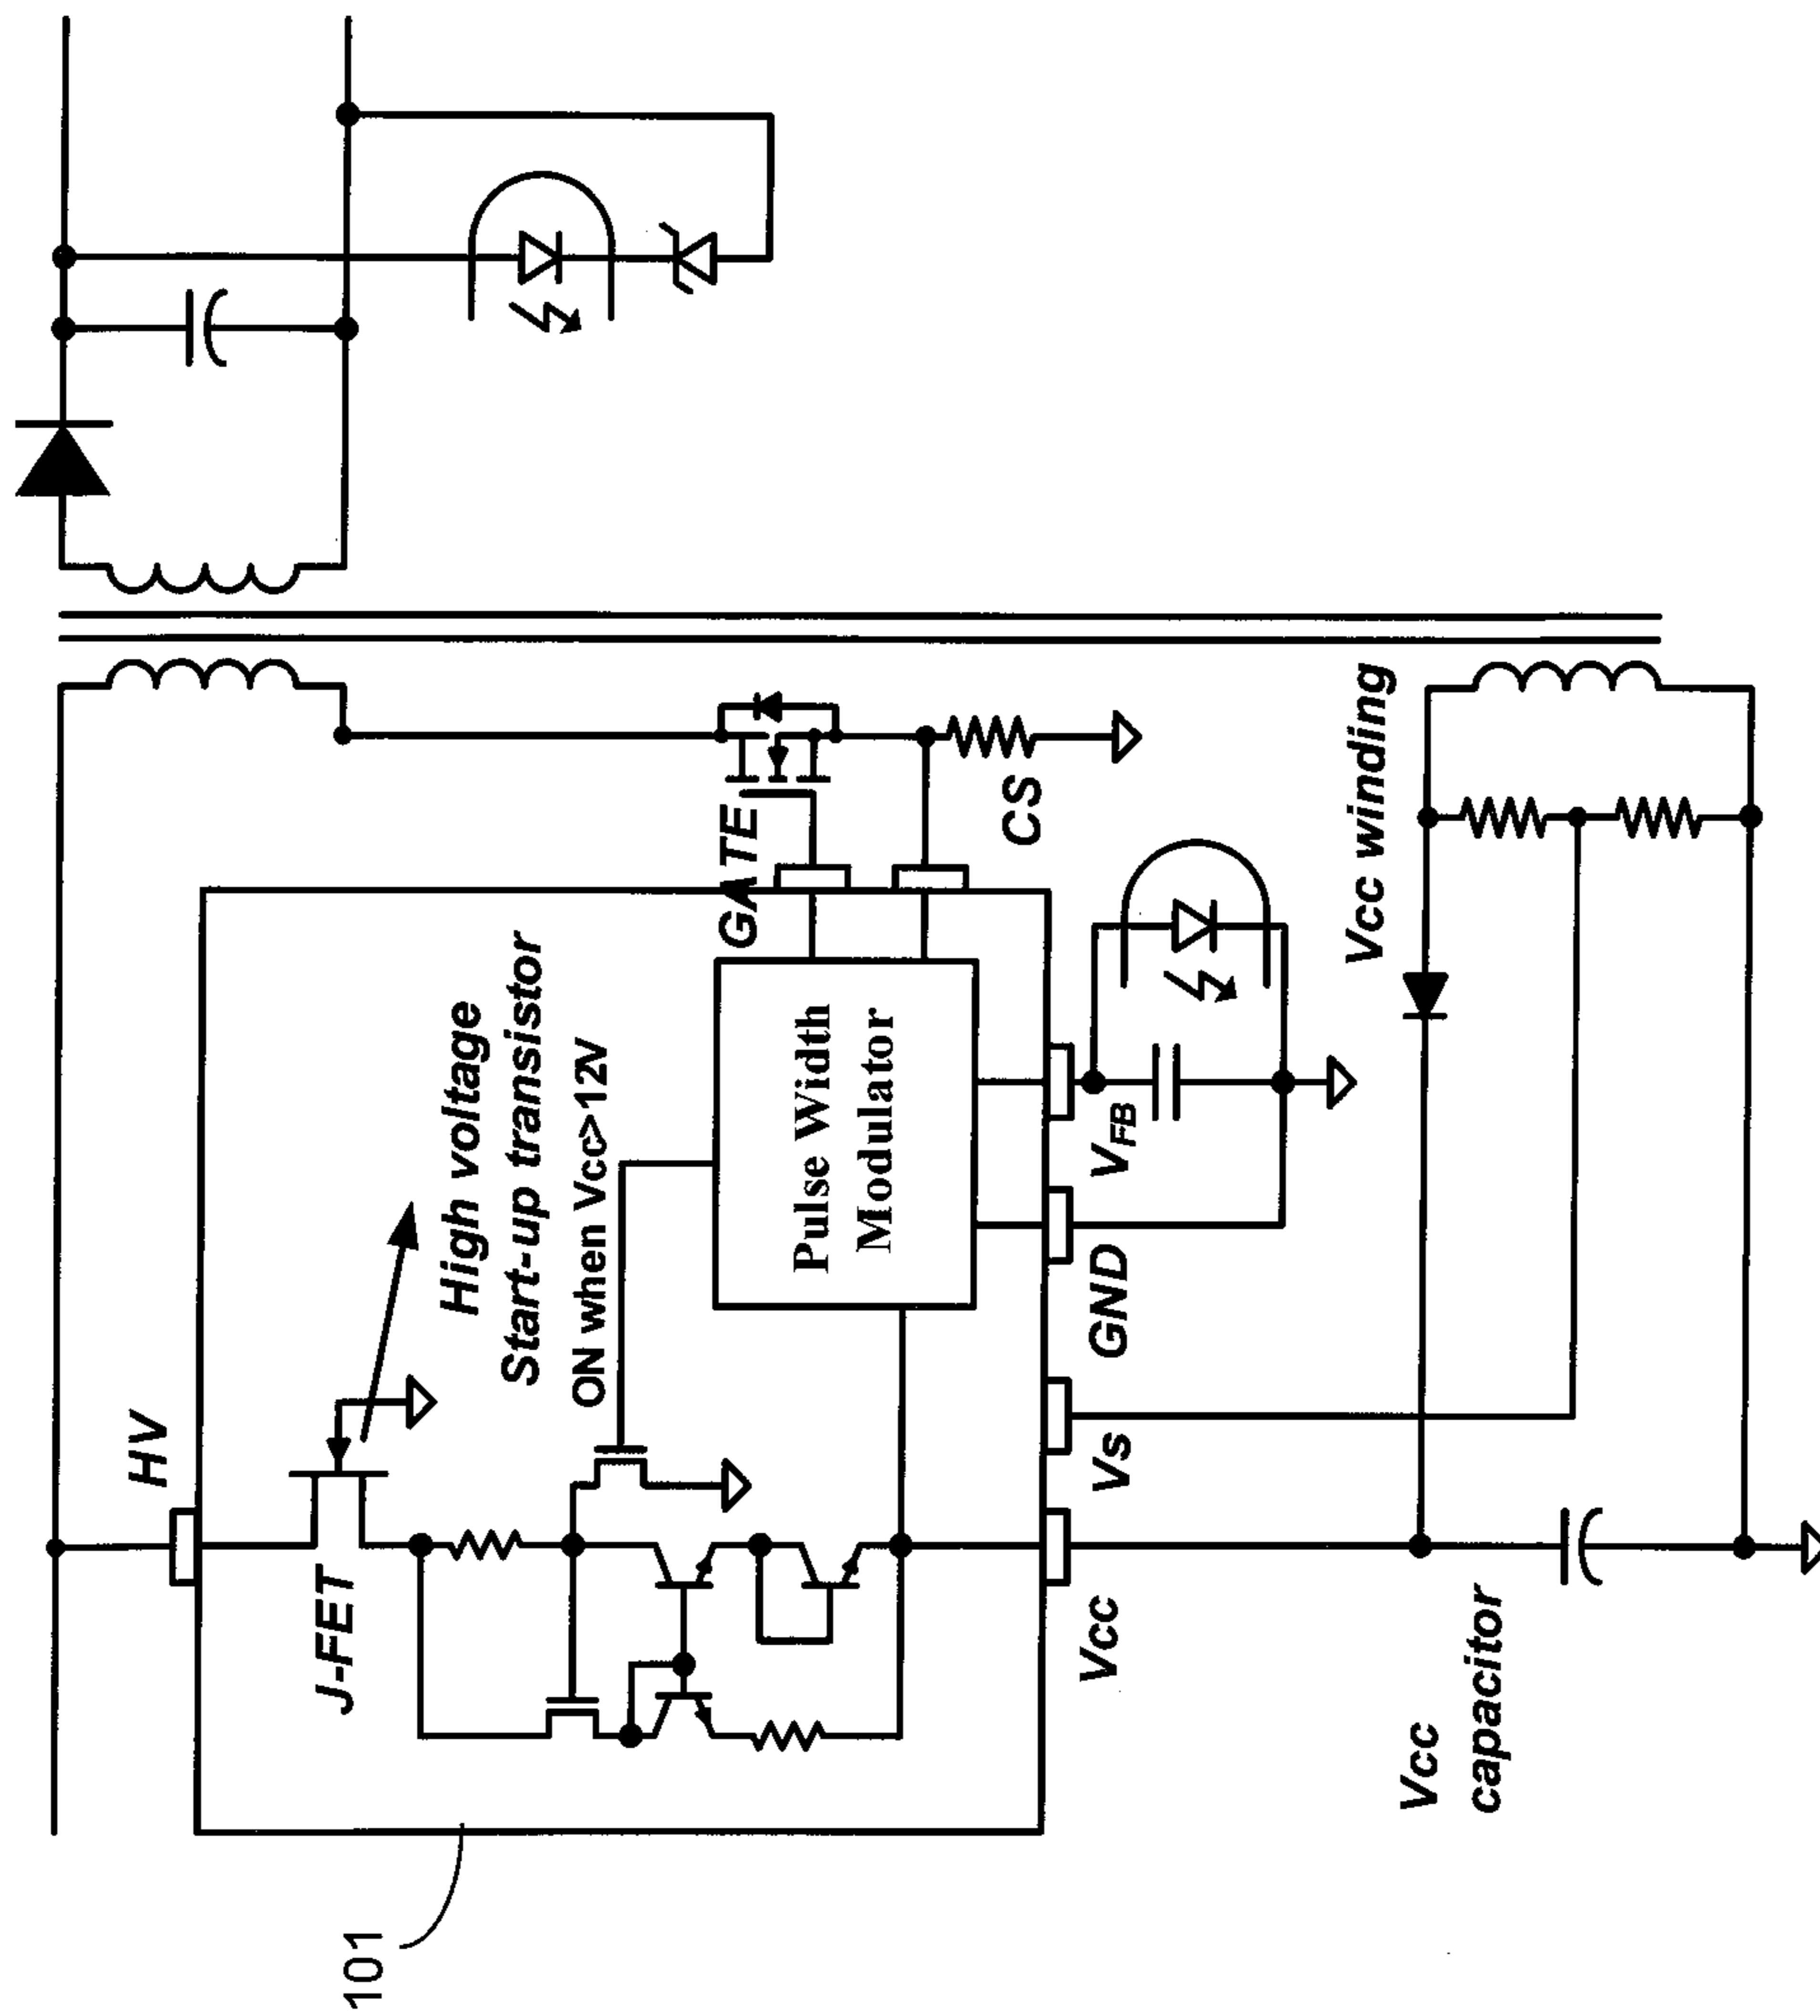 101
HV
J-FET
High voltage
Start-up transistor
ON when Vcc>12V
GATE
Pulse Width
Modulator
CS
Vcc
Vs
GND
VFB
Vcc winding
Vcc
capacitor